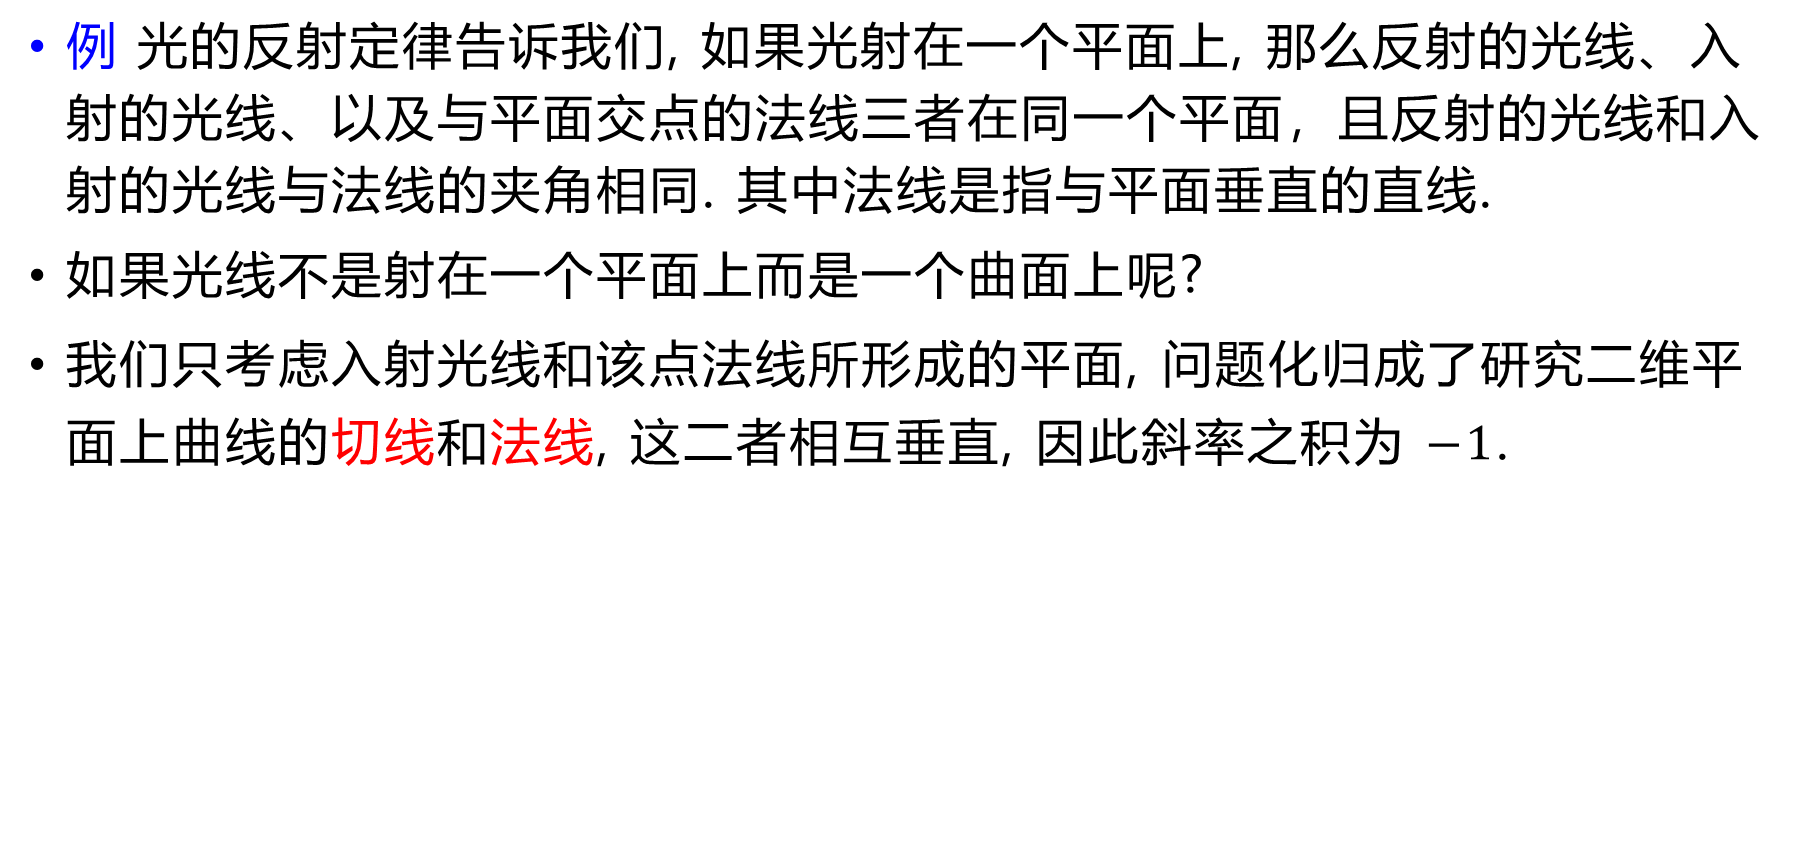 • 例 光的反射定律告诉我们, 如果光射在一个平面上, 那么反射的光线、入
射的光线、以及与平面交点的法线三者在同一个平面，且反射的光线和入
射的光线与法线的夹角相同. 其中法线是指与平面垂直的直线.
• 如果光线不是射在一个平面上而是一个曲面上呢?
• 我们只考虑入射光线和该点法线所形成的平面, 问题化归成了研究二维平
面上曲线的切线和法线, 这二者相互垂直, 因此斜率之积为 −1.